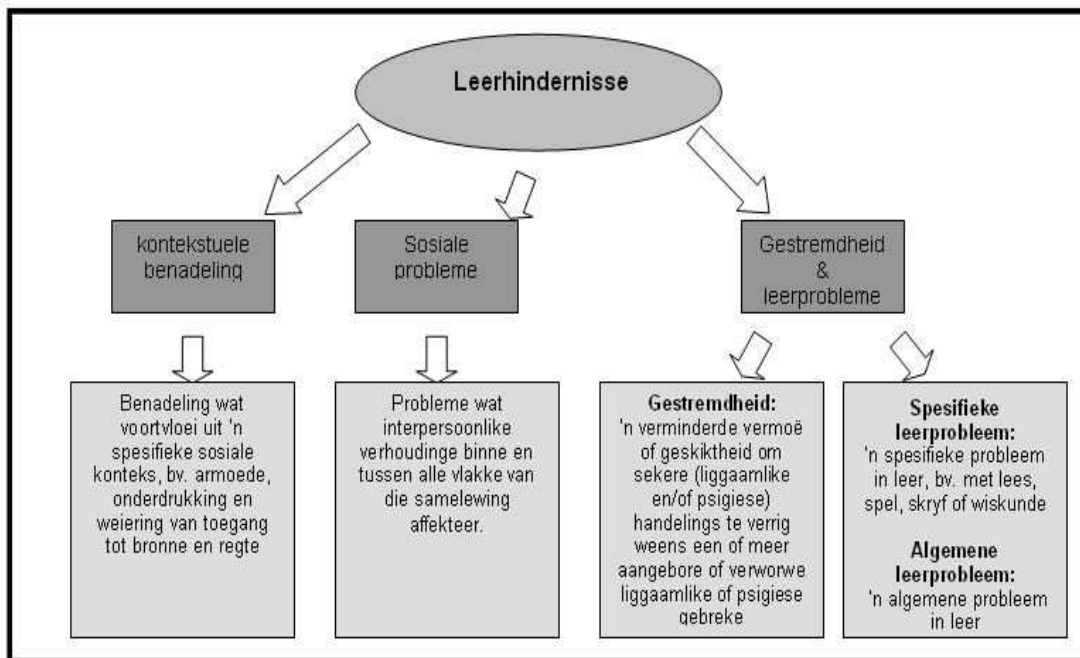 Leerhindernisse
kontekstuele
benadeling
Sosiale
probleme
Gestremdheid
&
leerprobleme
Benadeling wat
voortvloei uit 'n
spesifieke sosiale
konteks, bv. armoede,
onderdrukking en
weiering van toegang
tot bronne en regte
Probleme wat
interpersoonlike
verhoudinge binne en
tussen alle vlakke van
die samelewing
affekteer.
Gestremdheid:
'n verminderde vermoë
of geskiktheid om
sekere (liggaamlike
en/of psigiese)
handelings te verrig
weens een of meer
aangebore of verworwe
liggaamlike of psigiese
gebreke
Spesifieke
leerprobleem:
'n spesifieke probleem
in leer, bv. met lees,
spel, skryf of wiskunde
Algemene
leerprobleem:
'n algemene probleem
in leer